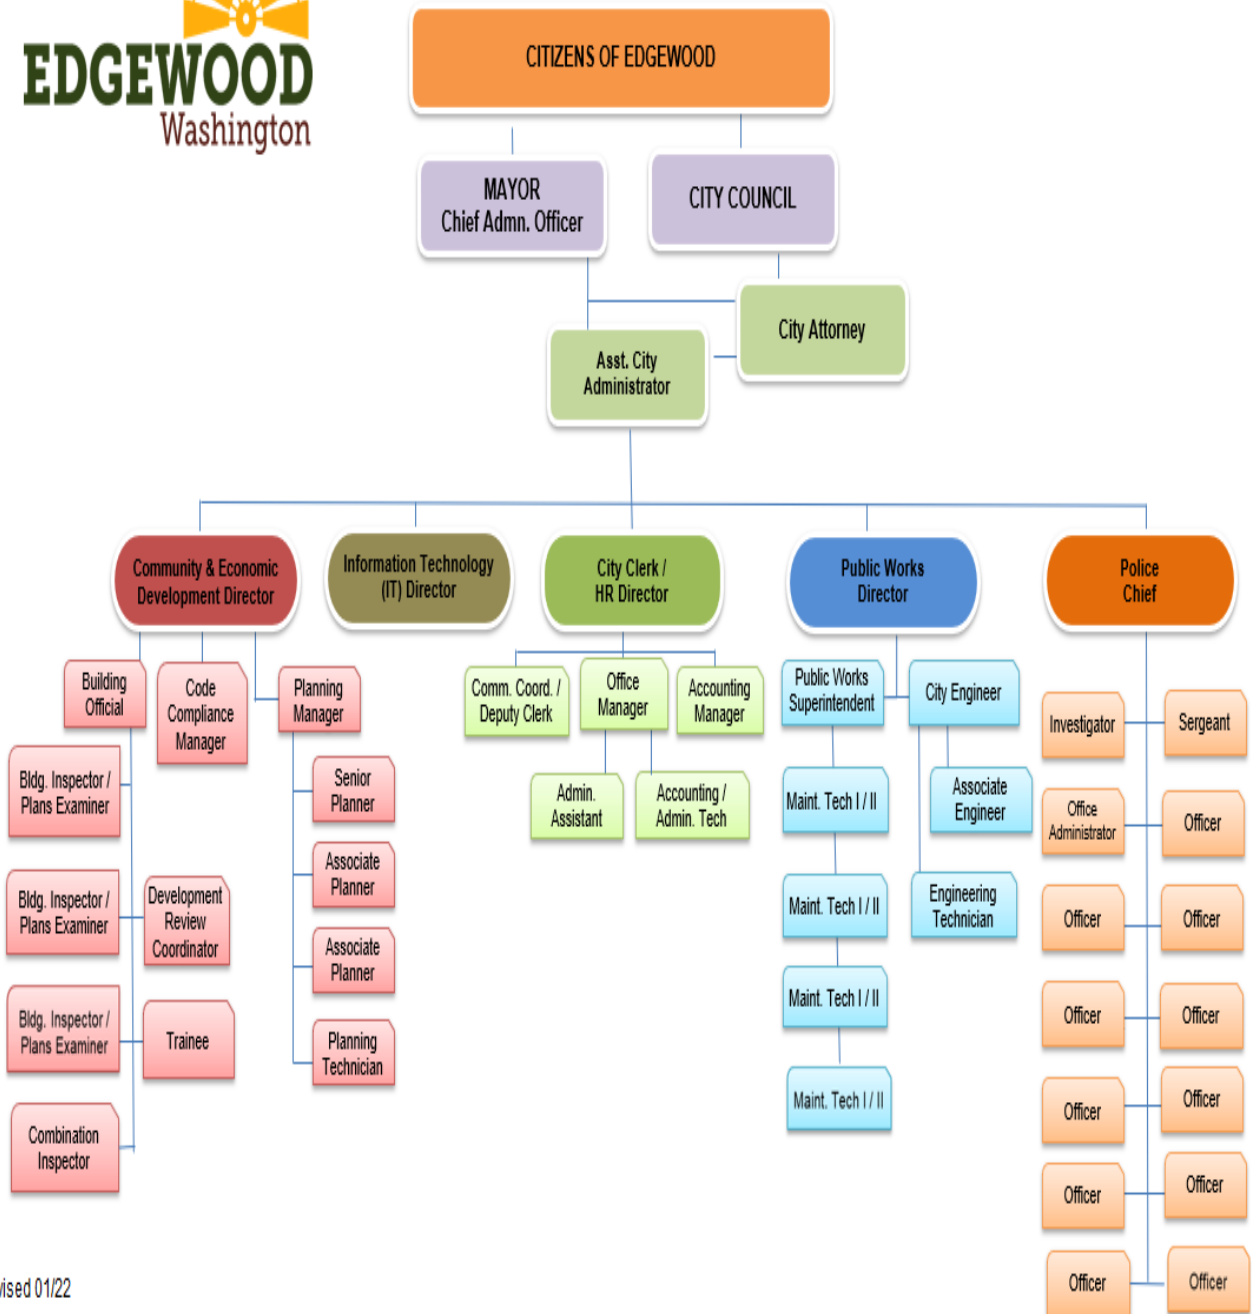 EDGEWOOD
Washington
CITIZENS OF EDGEWOOD
MAYOR
Chief Admn. Officer
CITY COUNCIL
City Attorney
Asst. City
Administrator
Community & Economic
Development Director
Information Technology
(IT) Director
City Clerk /
HR Director
Public Works
Director
Police
Chief
Building
Official
Code
Compliance
Manager
Planning
Manager
Bldg. Inspector /
Plans Examiner
Bldg. Inspector /
Plans Examiner
Development
Review
Coordinator
Bldg. Inspector /
Plans Examiner
Trainee
Combination
Inspector
Senior
Planner
Associate
Planner
Associate
Planner
Planning
Technician
Comm. Coord. /
Deputy Clerk
Office
Manager
Accounting
Manager
Admin.
Assistant
Accounting /
Admin. Tech
Public Works
Superintendent
City Engineer
Maint. Tech I / II
Associate
Engineer
Maint. Tech I / II
Engineering
Technician
Maint. Tech I / II
Maint. Tech I / II
Investigator
Sergeant
Office
Administrator
Officer
Officer
Officer
Officer
Officer
Officer
Officer
Officer
Officer
Officer
Officer
vised 01/22